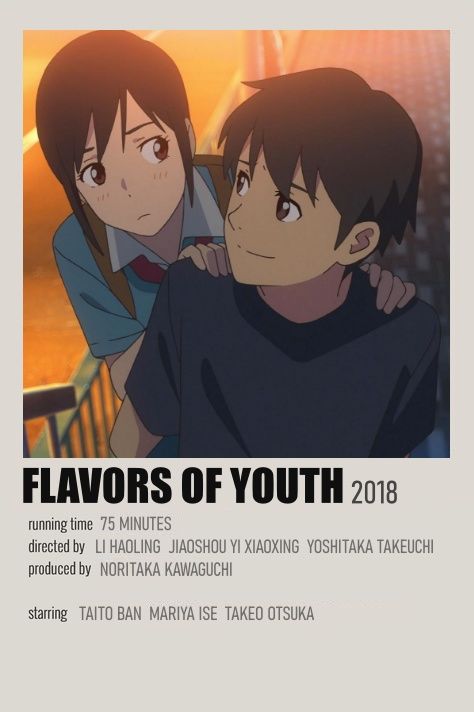 FLAVORS OF YOUTH 2018
running time 75 MINUTES
directed by LI HAOLING JIAOSHOU YI XIAOXING YOSHITAKA TAKEUCHI
produced by NORITAKA KAWAGUCHI
starring TAITO BAN MARIYA ISE TAKEO OTSUKA